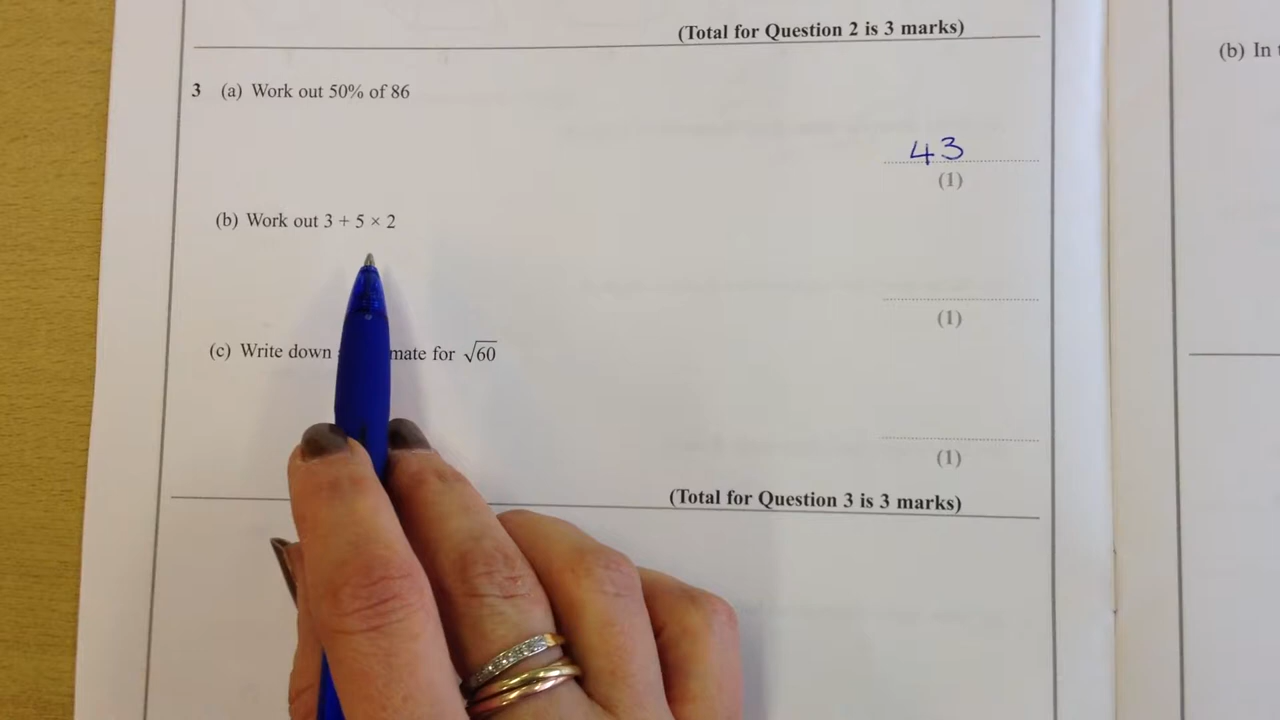 (Total for Question 2 is 3 marks)
3 (a) Work out 50% of 86
43
(1)
(b) Work out 3 + 5 × 2
(1)
(c) Write down mate for √60
(1)
(Total for Question 3 is 3 marks)
(b) In